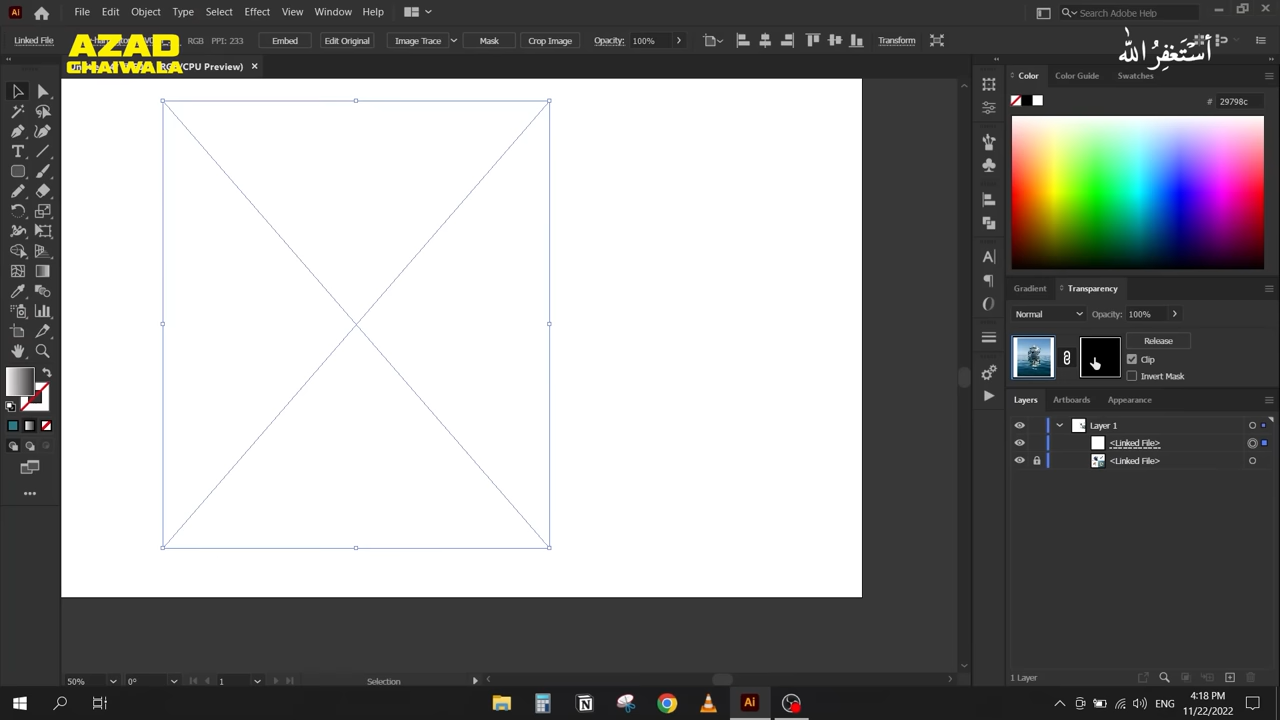 File Edit Object Type Select Effect View Window Help
Search Adobe Help
Linked File
RGB PPI: 233 Embed Edit Original Image Trace Mask Crop Image Opacity: 100% Transform
AZAD
CHAIWALA
أستغفِرُ الله
(CPU Preview)
Color Color Guide Swatches
# 29798c
Gradient Transparency
Normal Opacity: 100%
Release
Clip
Invert Mask
Layers Artboards Appearance
Layer 1
<Linked File>
<Linked File>
50% 0° 1 Selection
1 Layer
4:18 PM
ENG
11/22/2022